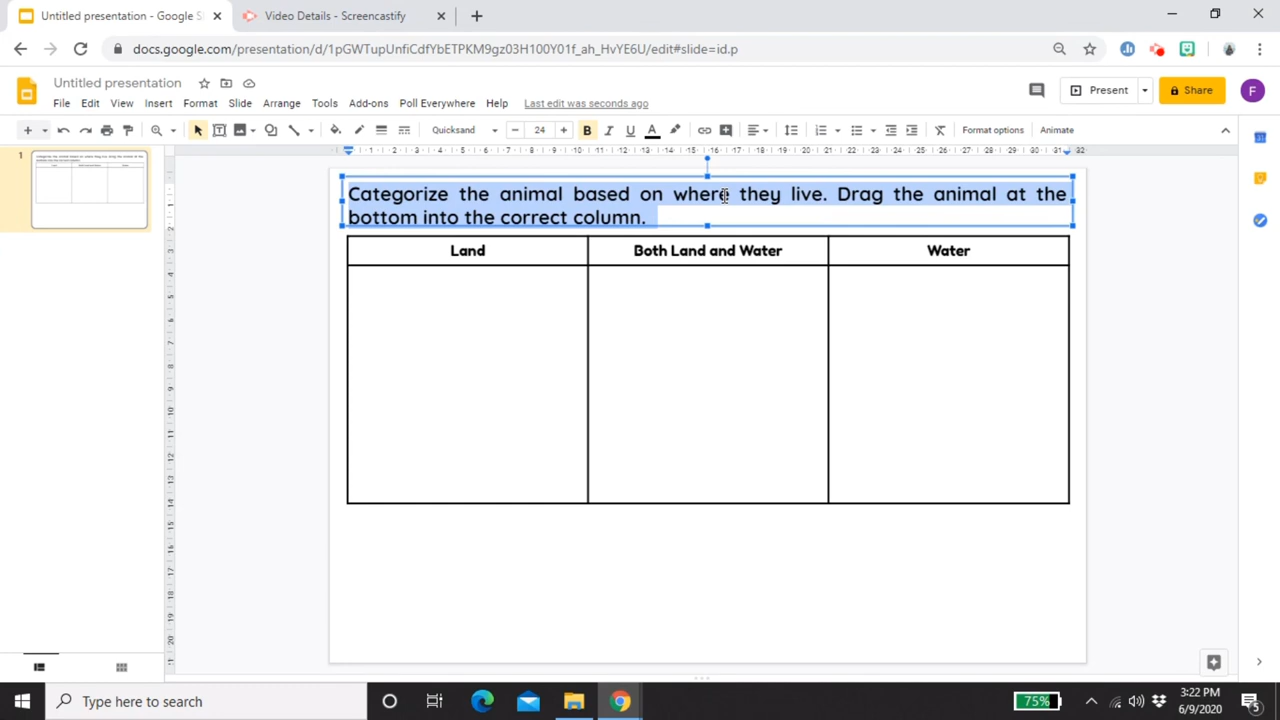 Untitled presentation - Google S
Video Details - Screencastify
docs.google.com/presentation/d/1pGWTupUnfiCdfYbETPKM9gz03H100Y01f_ah_HvYE6U/edit#slide=id.p
Untitled presentation
File Edit View Insert Format Slide Arrange Tools Add-ons Poll Everywhere Help Last edit was seconds ago
Present
Share
F
Quicksand
24
B I U A
Format options
Animate
1
Categorize the animal based on where they live. Drag the animal at the
bottom into the correct column.
Land
Both Land and Water
Water
Type here to search
75%
3:22 PM
6/9/2020
5